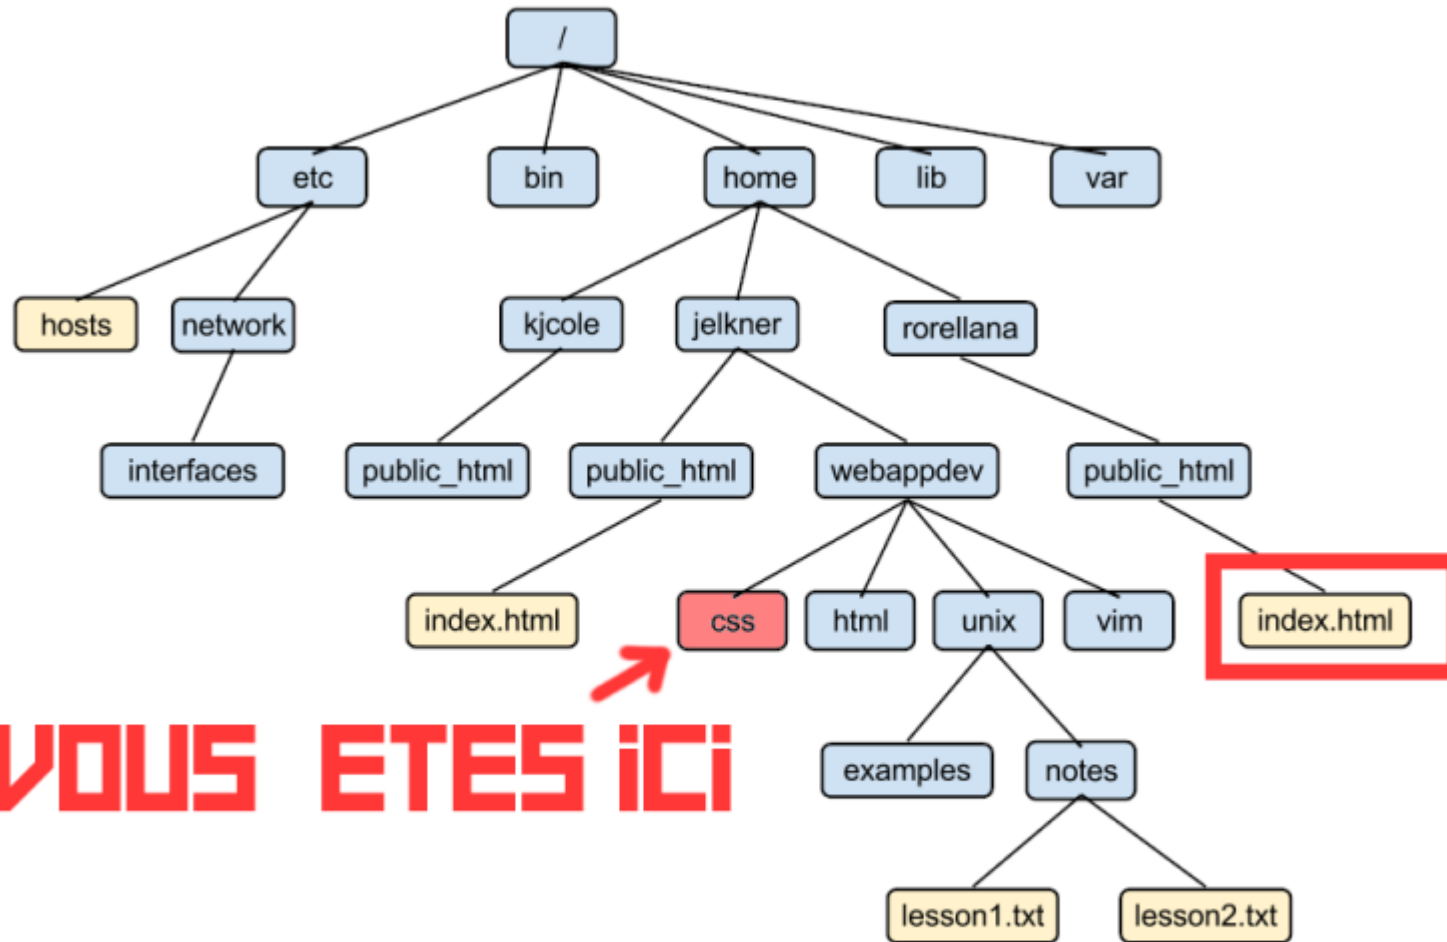 /
etc
bin
home
lib
var
hosts
network
kjcole
jelkner
rorellana
interfaces
public_html
public_html
webappdev
public_html
index.html
css
html
unix
vim
index.html
VOUS ETES iCi
examples
notes
lesson1.txt
lesson2.txt